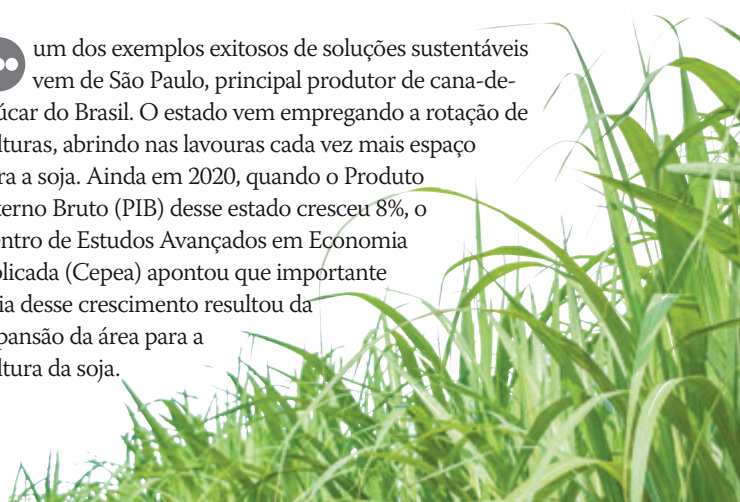 um dos exemplos exitosos de soluções sustentáveis
vem de São Paulo, principal produtor de cana-de-
úcar do Brasil. O estado vem empregando a rotação de
lturas, abrindo nas lavouras cada vez mais espaço
ra a soja. Ainda em 2020, quando o Produto
terno Bruto (PIB) desse estado cresceu 8%, o
entro de Estudos Avançados em Economia
plicada (Cepea) apontou que importante
ia desse crescimento resultou da
pansão da área para a
ltura da soja.